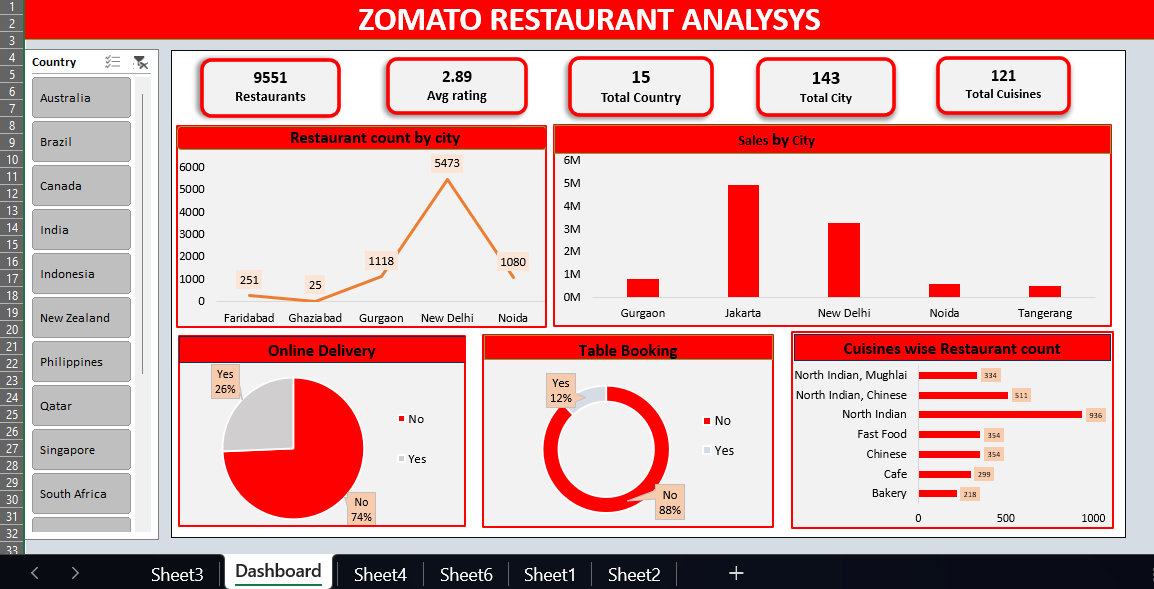 ZOMATO RESTAURANT ANALYSYS
1
2
3
4
5
6
7
8
9
10
11
12
13
14
15
16
17
18
19
20
21
22
23
24
25
26
27
28
29
30
31
32
33
Country
Australia
Brazil
Canada
India
Indonesia
New Zealand
Philippines
Qatar
Singapore
South Africa
9551
Restaurants
2.89
Avg rating
15
Total Country
143
Total City
121
Total Cuisines
Restaurant count by city
6000
5000
4000
3000
2000
1000
0
251
25
1118
5473
1080
Faridabad Ghaziabad Gurgaon New Delhi Noida
Sales by City
6M
5M
4M
3M
2M
1M
0M
Gurgaon Jakarta New Delhi Noida Tangerang
Online Delivery
Yes
26%
No
74%
No
Yes
Table Booking
Yes
12%
No
88%
No
Yes
Cuisines wise Restaurant count
North Indian, Mughlai 334
North Indian, Chinese 511
North Indian 936
Fast Food 354
Chinese 354
Cafe 299
Bakery 218
0 500 1000
Sheet3 Dashboard Sheet4 Sheet6 Sheet1 Sheet2 +